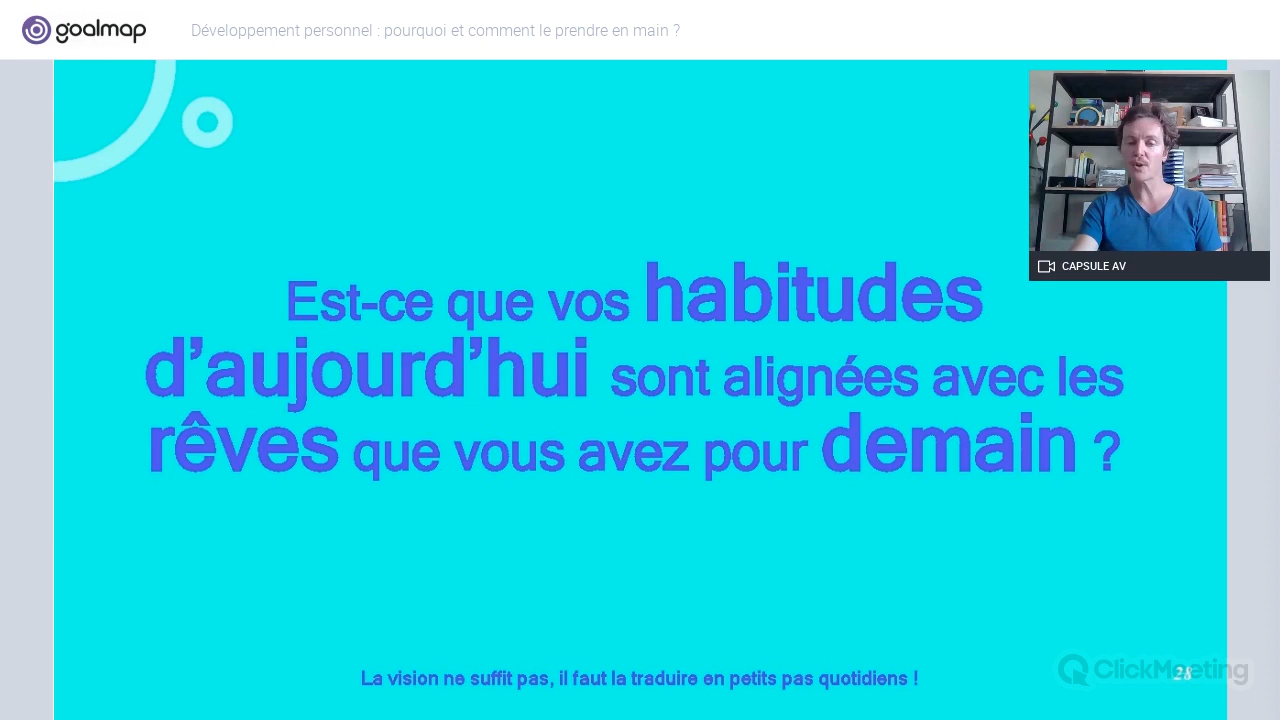 goalmap
Développement personnel : pourquoi et comment le prendre en main ?
CAPSULE AV
Est-ce que vos habitudes
d’aujourd’hui sont alignées avec les
rêves que vous avez pour demain ?
La vision ne suffit pas, il faut la traduire en petits pas quotidiens !
ClickMeeting
28